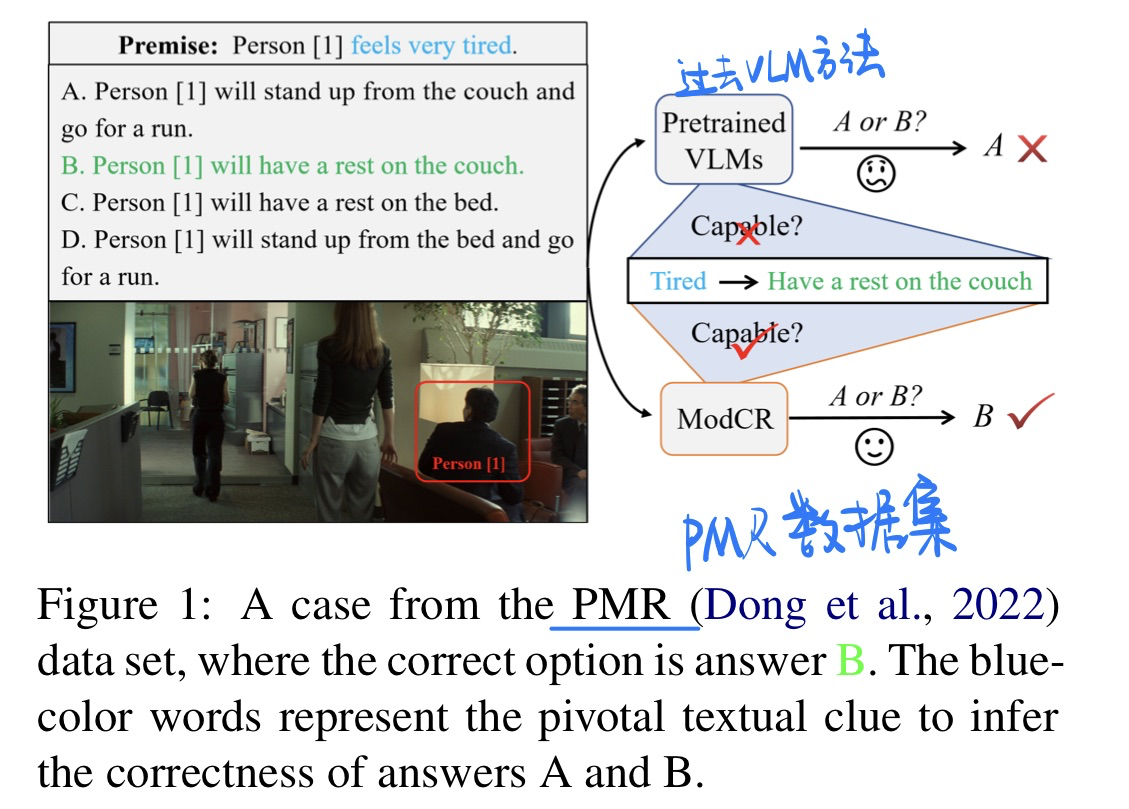 Premise: Person [1] feels very tired.
A. Person [1] will stand up from the couch and
go for a run.
B. Person [1] will have a rest on the couch.
C. Person [1] will have a rest on the bed.
D. Person [1] will stand up from the bed and go
for a run.
Person [1]
过去VLM方法
Pretrained
VLMs
A or B?
A
Capable?
Tired
Have a rest on the couch
Capable?
ModCR
A or B?
B
PMR数据集
Figure 1: A case from the PMR (Dong et al., 2022)
data set, where the correct option is answer B. The blue-
color words represent the pivotal textual clue to infer
the correctness of answers A and B.